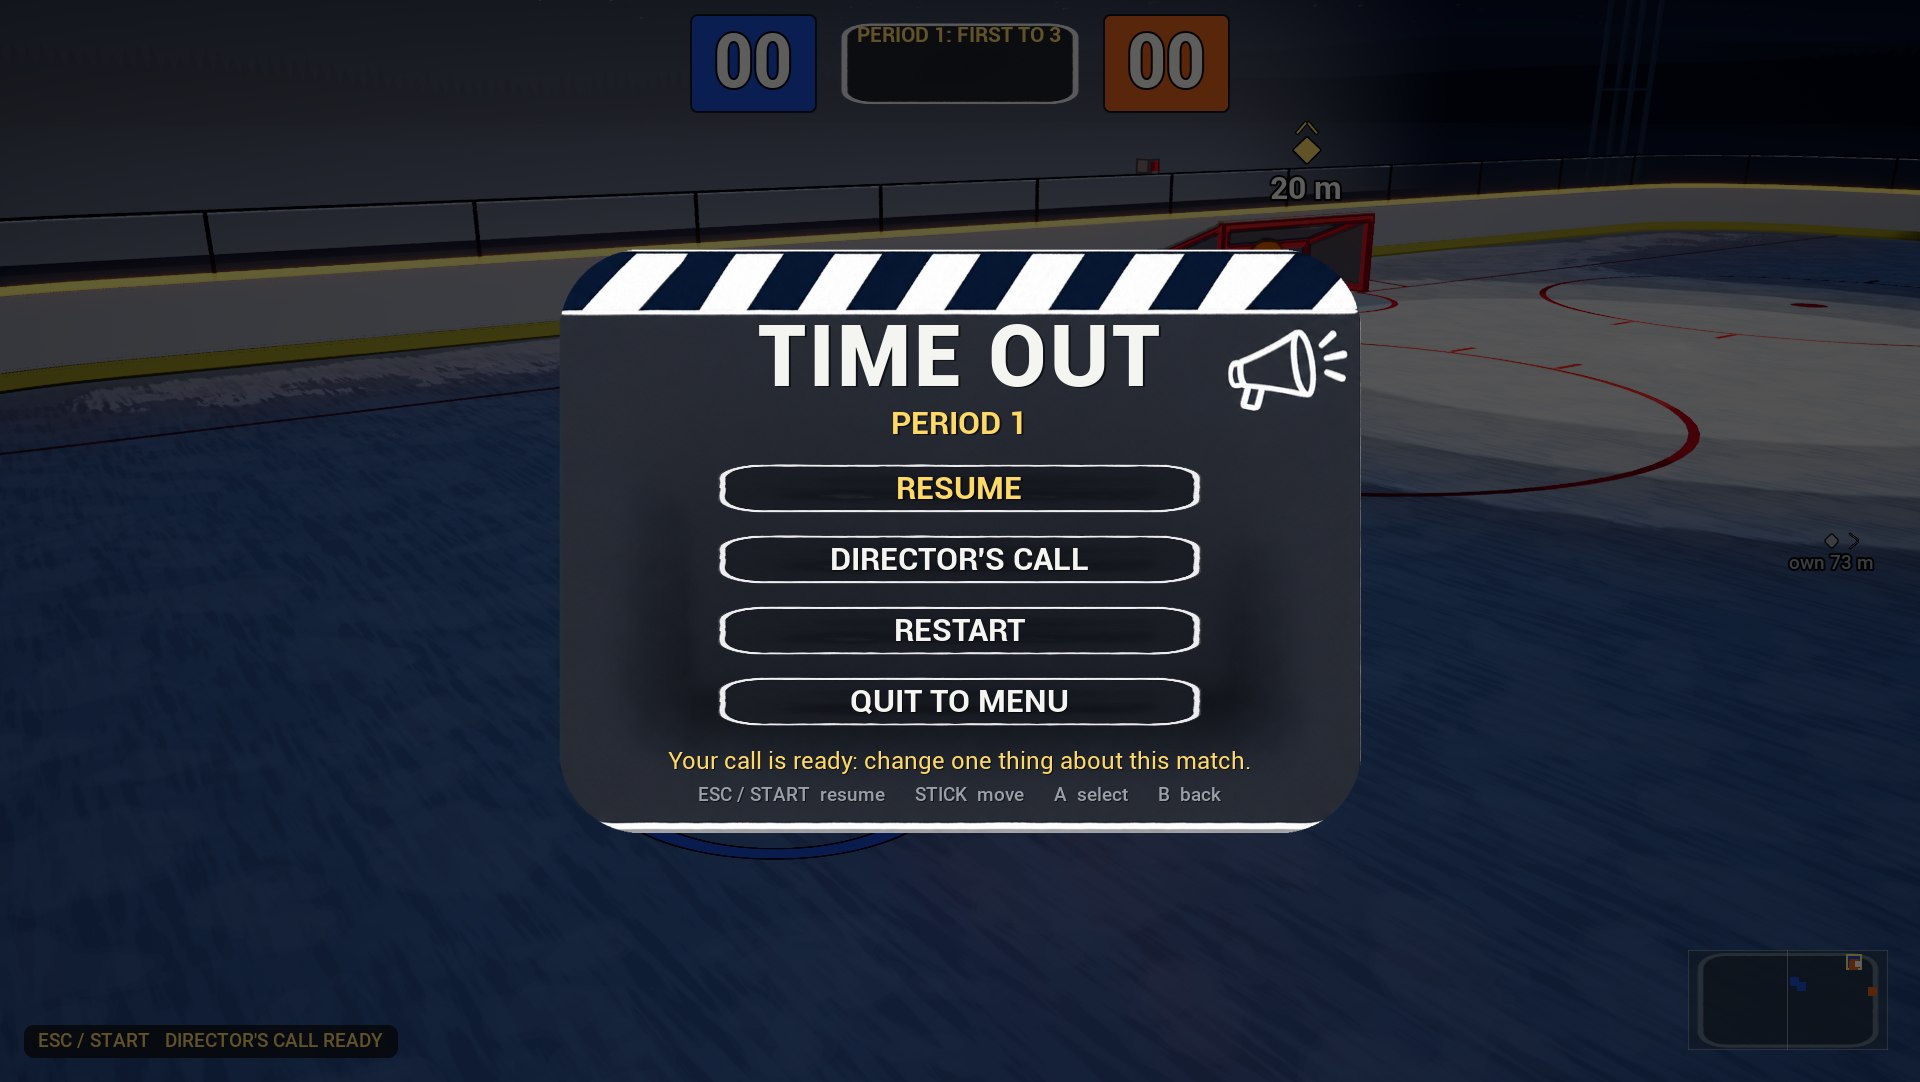 00
PERIOD 1: FIRST TO 3
00
20 m
TIME OUT
PERIOD 1
RESUME
DIRECTOR'S CALL
own 73 m
RESTART
QUIT TO MENU
Your call is ready: change one thing about this match.
ESC / START resume STICK move A select B back
ESC / START DIRECTOR'S CALL READY